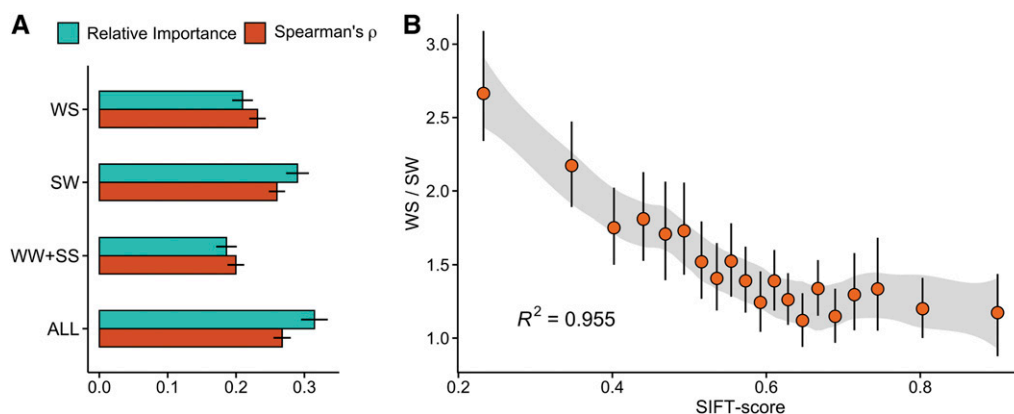 A
Relative Importance
Spearman's ρ
WS
SW
WW+SS
ALL
0.0 0.1 0.2 0.3
B
3.0
2.5
2.0
1.5
1.0
WS / SW
R² = 0.955
0.2 0.4 0.6 0.8
SIFT-score